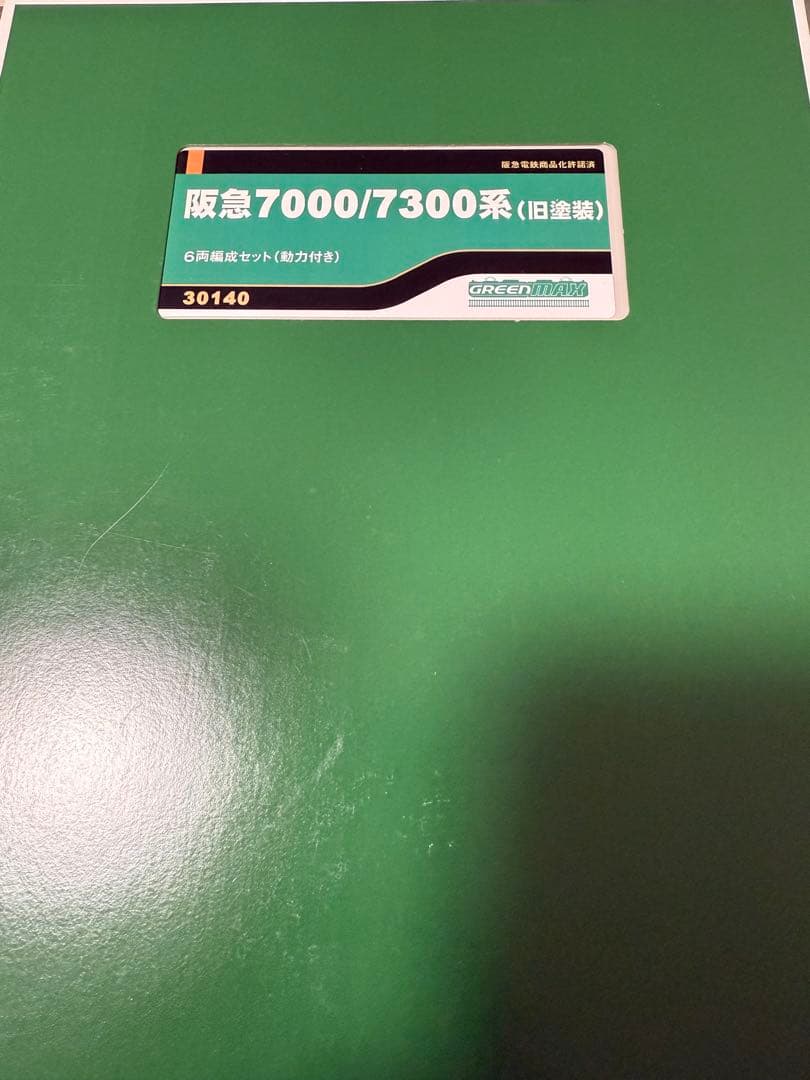 阪急電鉄商品化許諾済
阪急7000/7300系(旧塗装)
6両編成セット(動力付き)
30140
GREENMAX